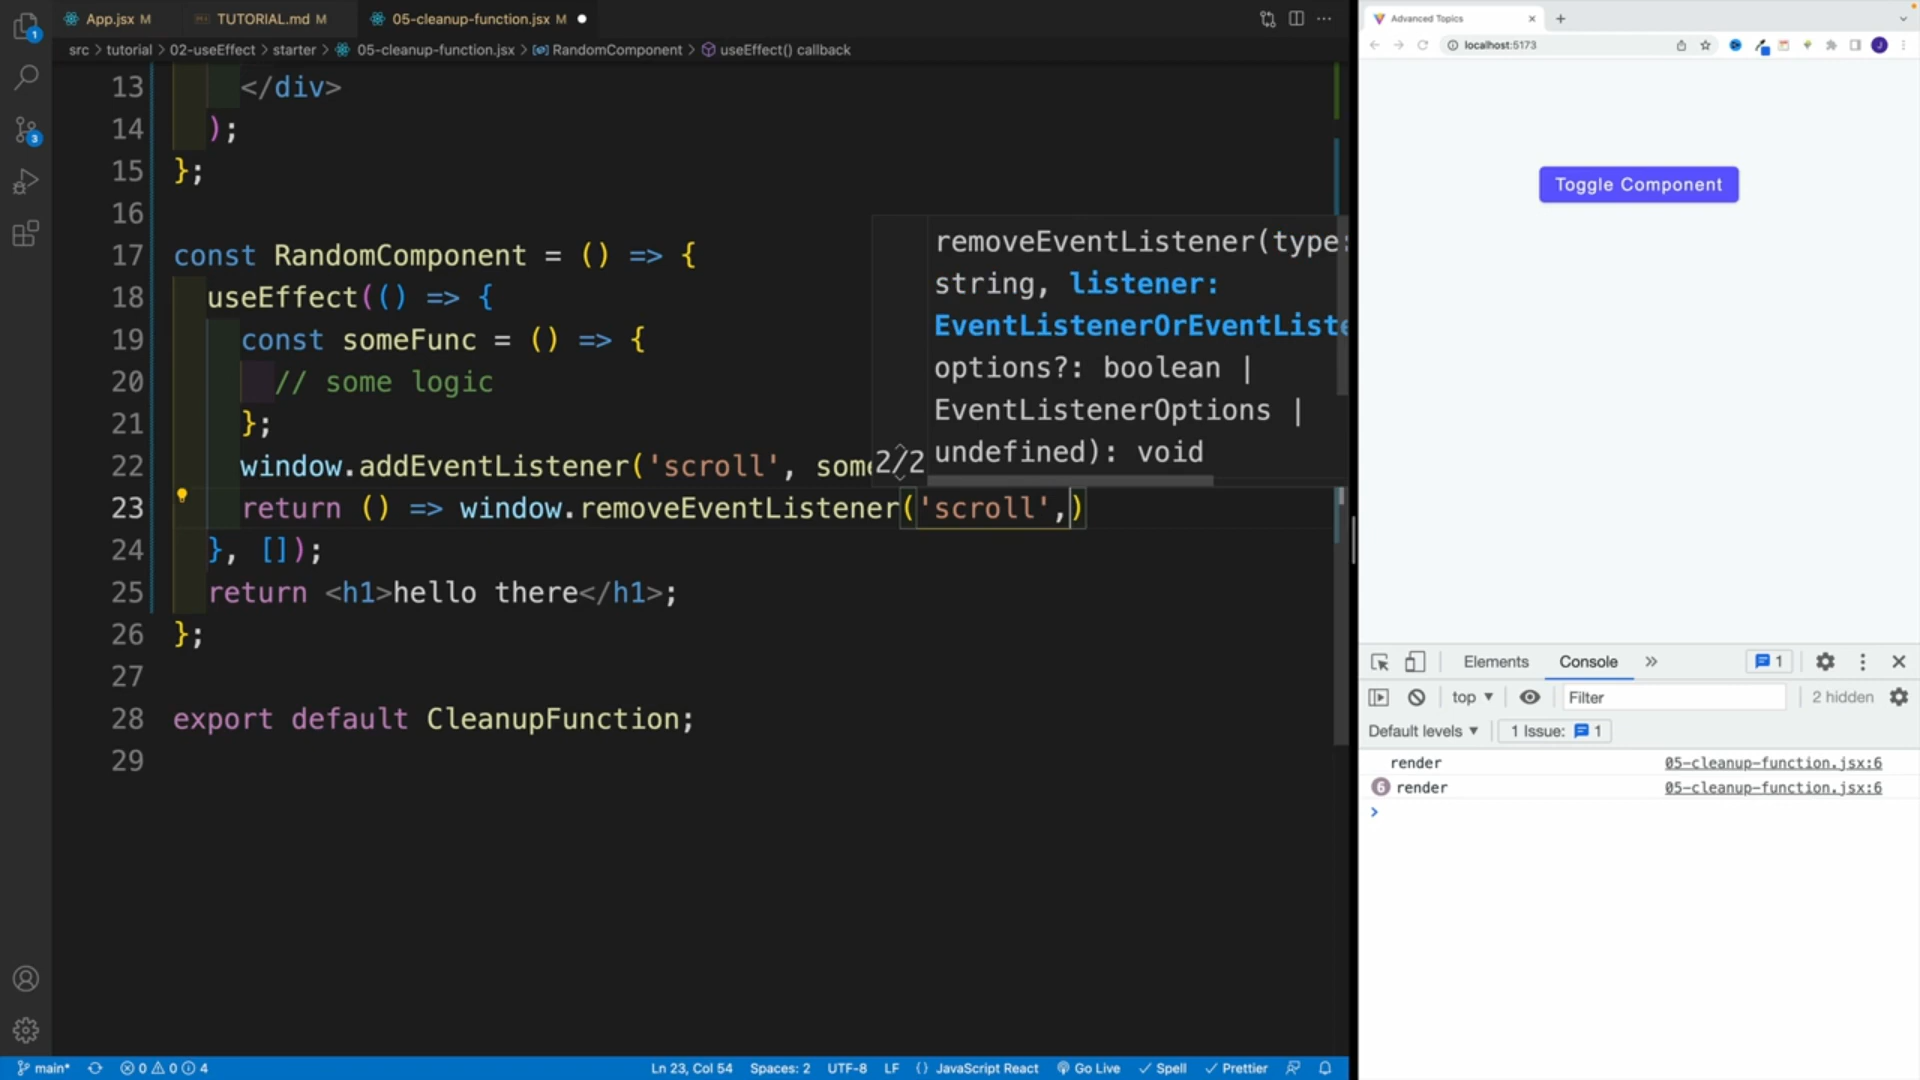 App.jsx M
TUTORIAL.md M
05-cleanup-function.jsx M
src > tutorial > 02-useEffect > starter > 05-cleanup-function.jsx > RandomComponent > useEffect() callback
13 </div>
14 );
15 };
16
17 const RandomComponent = () => {
18 useEffect(() => {
19 const someFunc = () => {
20 // some logic
21 };
22 window.addEventListener('scroll', some
23 return () => window.removeEventListener('scroll',)
24 }, []);
25 return <h1>hello there</h1>;
26 };
27
28 export default CleanupFunction;
29
removeEventListener(type:
string, listener:
EventListenerOrEventListe
options?: boolean |
EventListenerOptions |
undefined): void
2/2
1
3
main*
0 0 4
Ln 23, Col 54
Spaces: 2
UTF-8
LF
{ } JavaScript React
Go Live
Spell
Prettier
Advanced Topics
localhost:5173
J
Toggle Component
Elements
Console
1
top
Filter
2 hidden
Default levels
1 Issue: 1
render 05-cleanup-function.jsx:6
6 render 05-cleanup-function.jsx:6